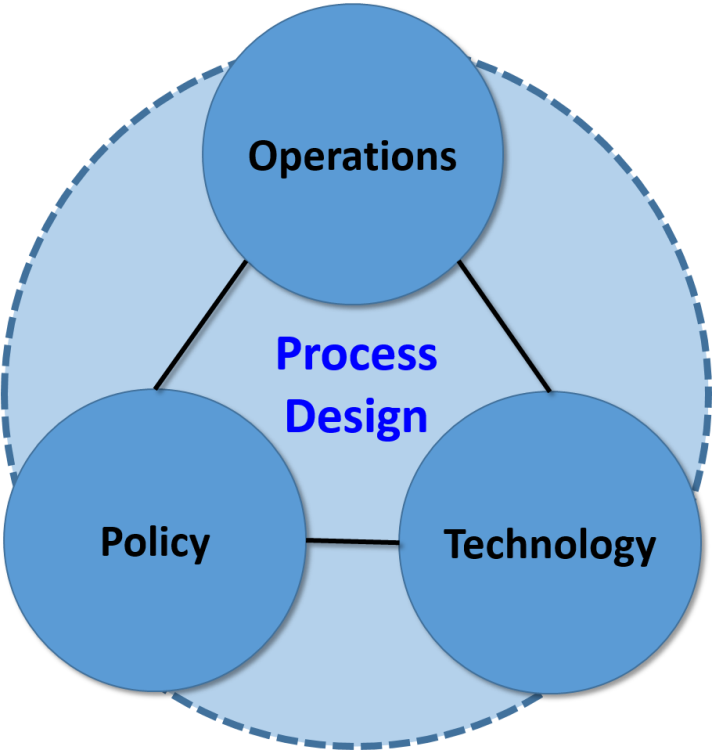 Operations
Process
Design
Policy
Technology